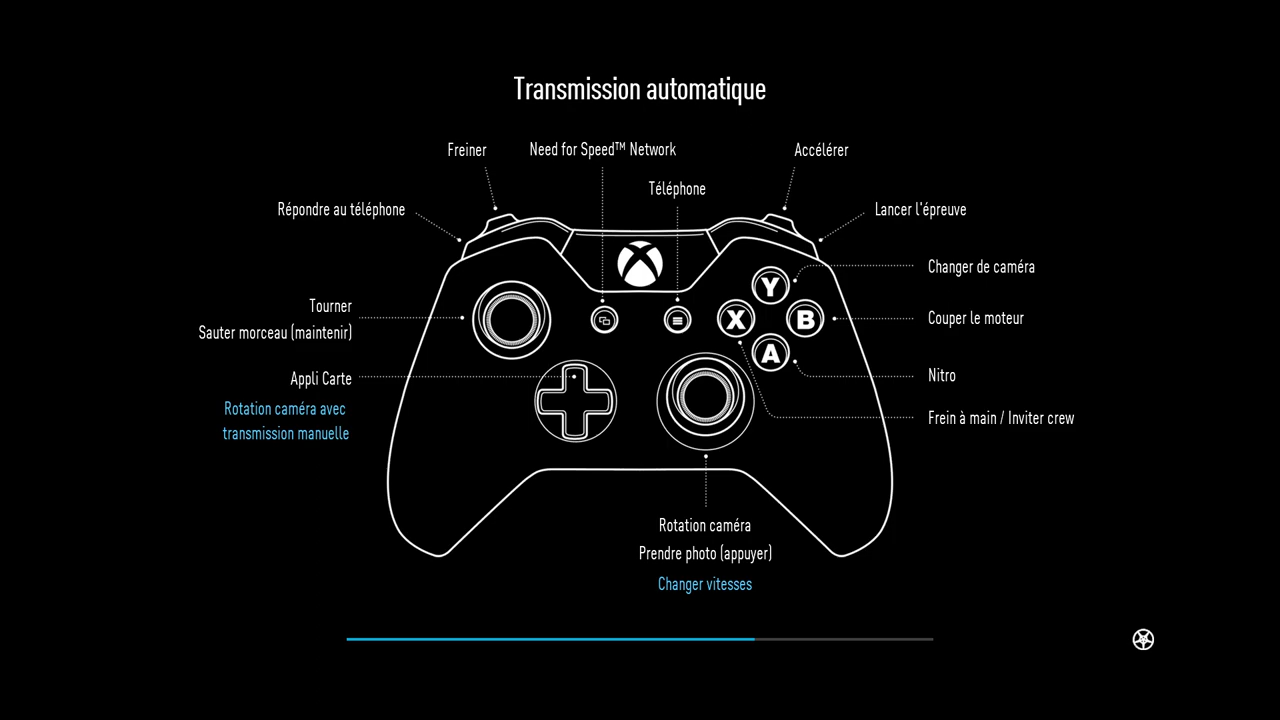 Transmission automatique
Freiner
Need for Speed™ Network
Accélérer
Téléphone
Répondre au téléphone
Lancer l'épreuve
Changer de caméra
Y
Tourner
Sauter morceau (maintenir)
X
B
Couper le moteur
A
Appli Carte
Nitro
Rotation caméra avec
transmission manuelle
Frein à main / Inviter crew
Rotation caméra
Prendre photo (appuyer)
Changer vitesses